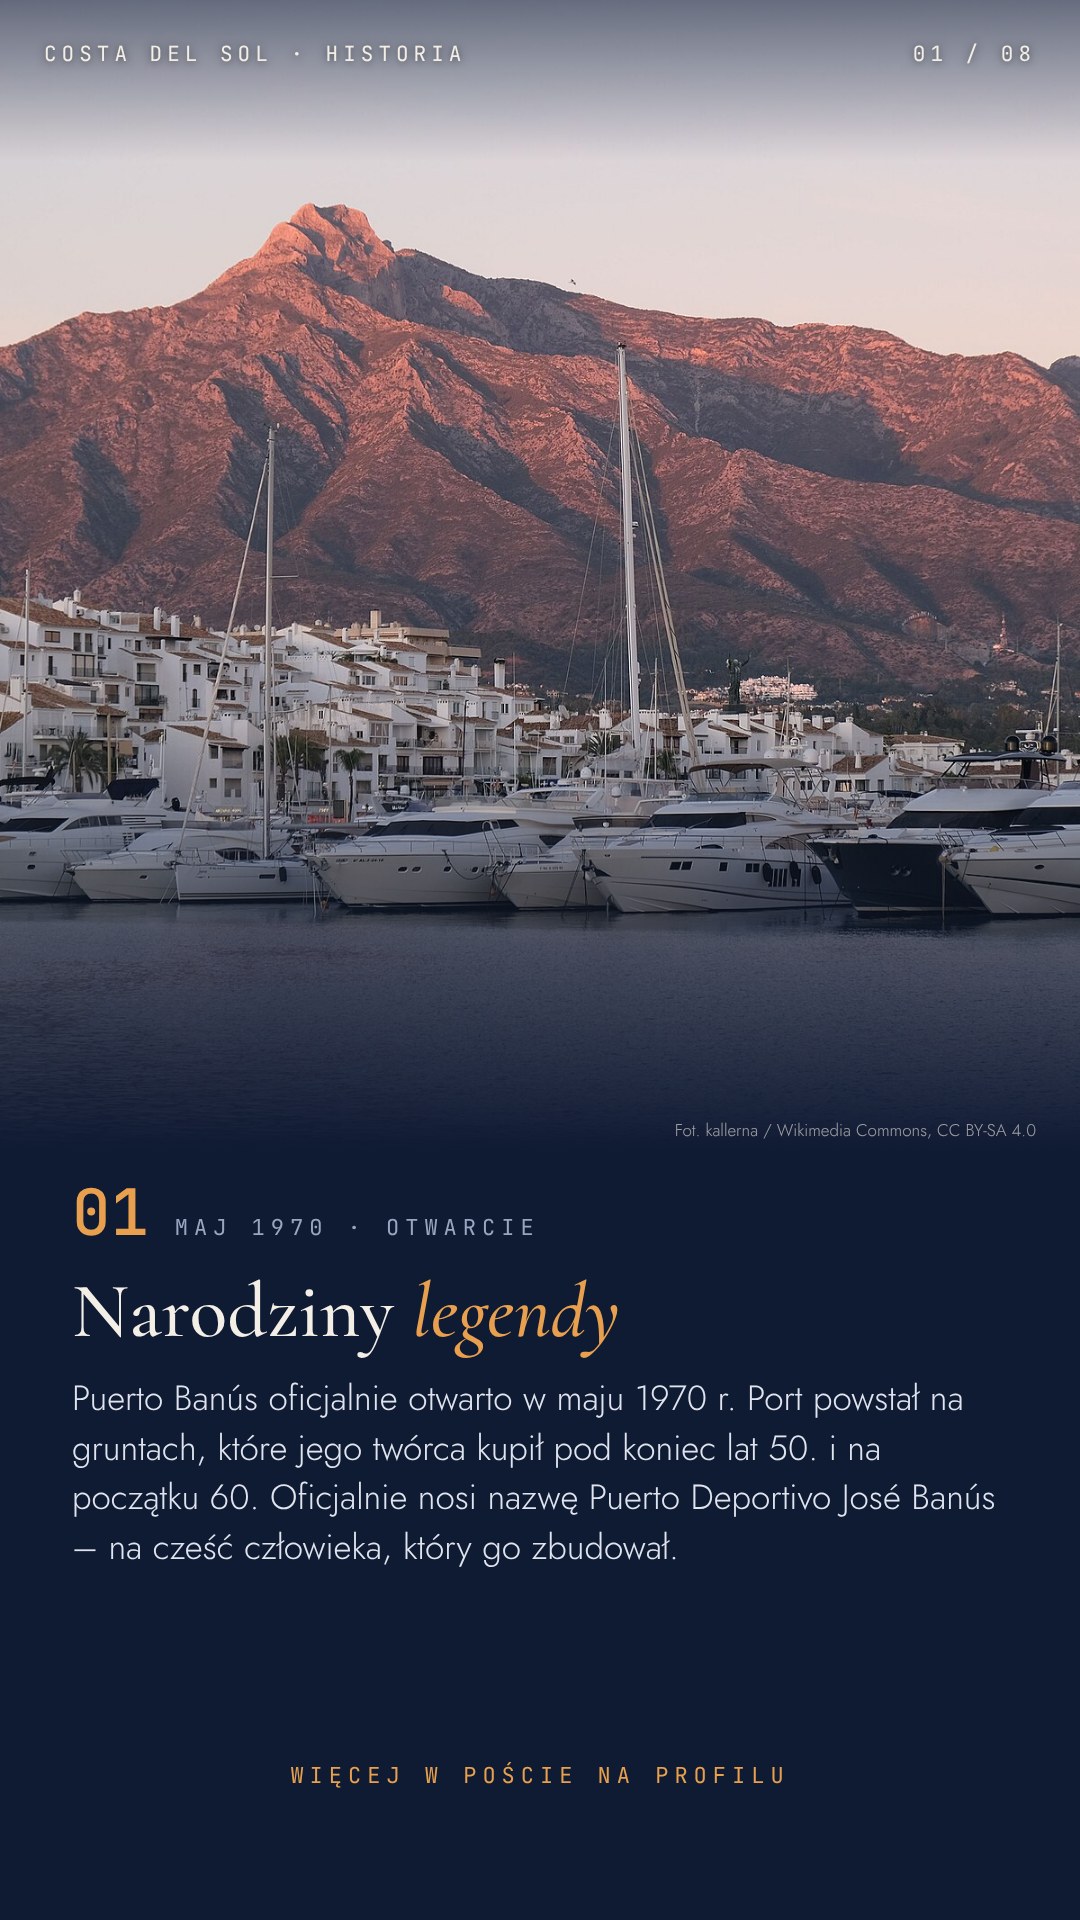 COSTA DEL SOL · HISTORIA
01 / 08
Fot. kallerna / Wikimedia Commons, CC BY-SA 4.0
01 MAJ 1970 · OTWARCIE
Narodziny legendy
Puerto Banús oficjalnie otwarto w maju 1970 r. Port powstał na
gruntach, które jego twórca kupił pod koniec lat 50. i na
początku 60. Oficjalnie nosi nazwę Puerto Deportivo José Banús
— na cześć człowieka, który go zbudował.
WIĘCEJ W POŚCIE NA PROFILU